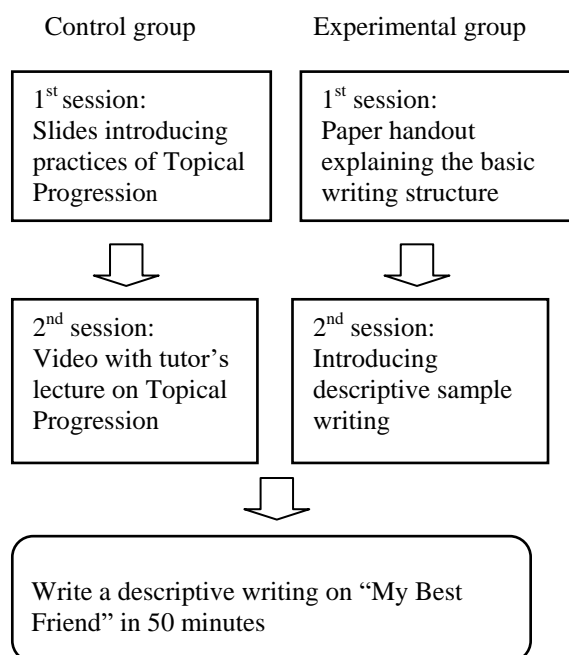 Control group
Experimental group
1st session:
Slides introducing
practices of Topical
Progression
1st session:
Paper handout
explaining the basic
writing structure
2nd session:
Video with tutor’s
lecture on Topical
Progression
2nd session:
Introducing
descriptive sample
writing
Write a descriptive writing on “My Best
Friend” in 50 minutes